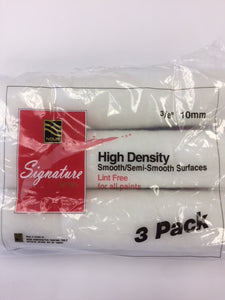 3/8" 10mm
Signature
High Density
Smooth/Semi-Smooth Surfaces
Lint Free
for all paints
3 Pack